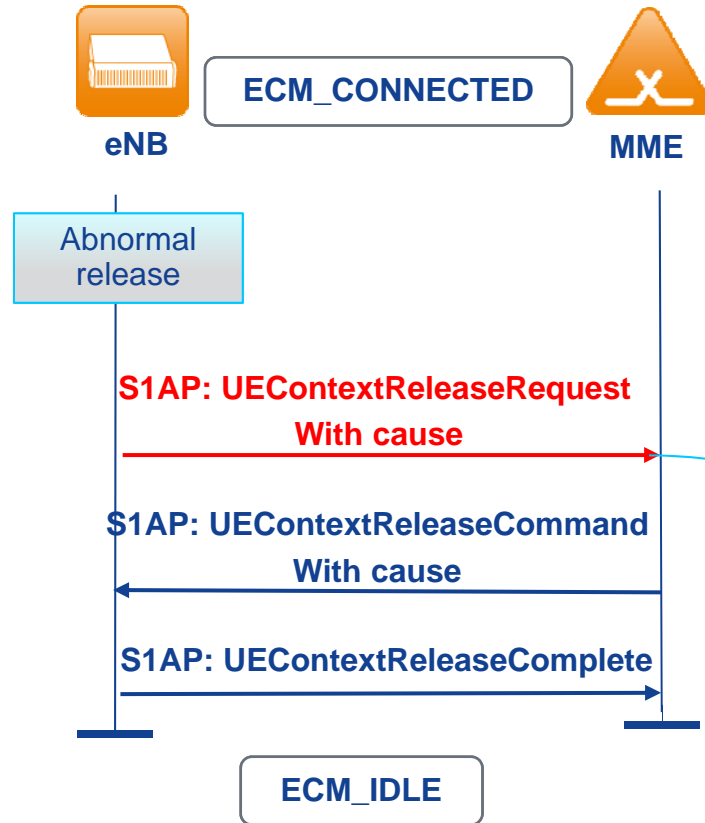 ECM_CONNECTED
eNB
MME
Abnormal
release
S1AP: UEContextReleaseRequest
With cause
S1AP: UEContextReleaseCommand
With cause
S1AP: UEContextReleaseComplete
ECM_IDLE